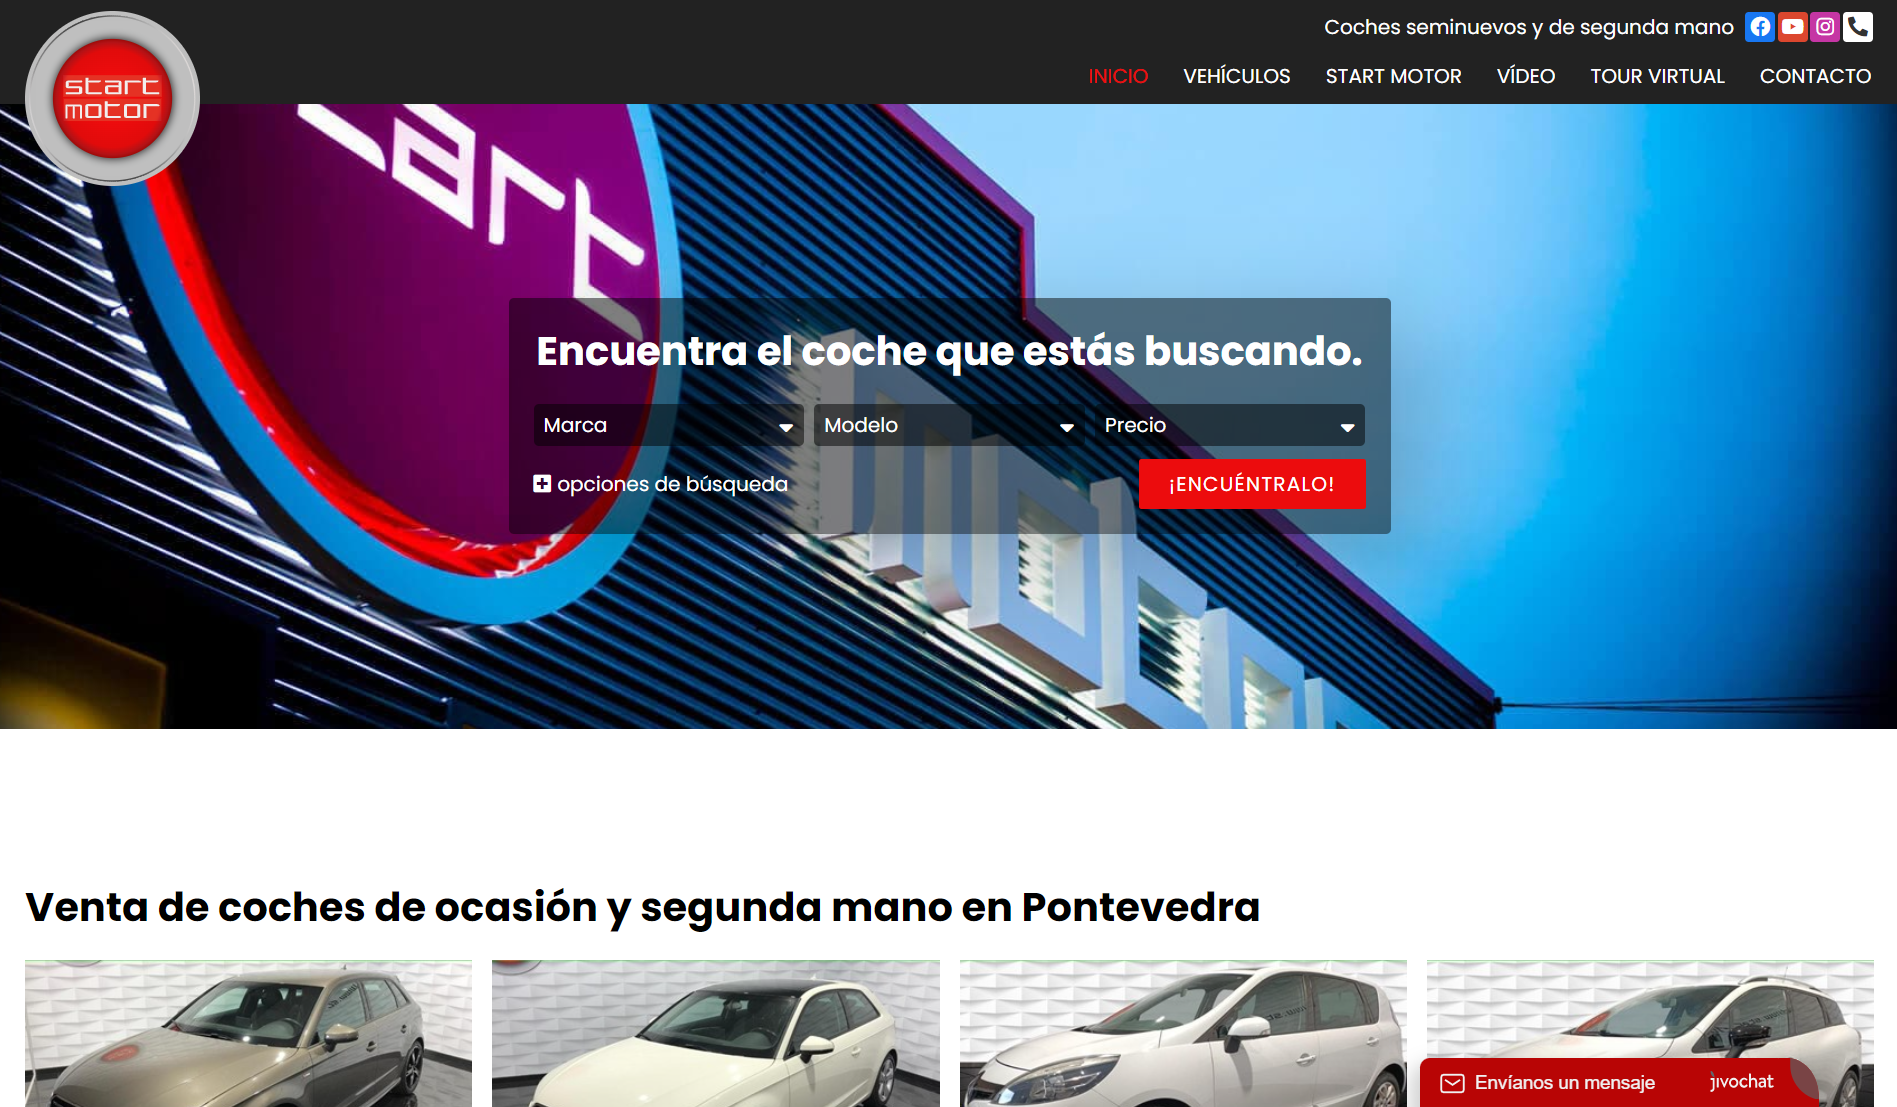 Coches seminuevos y de segunda mano
start
motor
INICIO VEHÍCULOS START MOTOR VÍDEO TOUR VIRTUAL CONTACTO
Encuentra el coche que estás buscando.
Marca Modelo Precio
opciones de búsqueda ¡ENCUÉNTRALO!
Venta de coches de ocasión y segunda mano en Pontevedra
Envíanos un mensaje jivochat